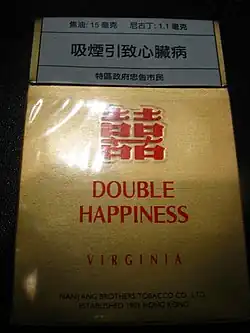 焦油: 15 毫克 尼古丁: 1.1 毫克
吸煙引致心臟病
特區政府忠告市民
囍
DOUBLE
HAPPINESS
VIRGINIA
NANYANG BROTHERS TOBACCO CO. LTD.
ESTABLISHED 1905 HONG KONG